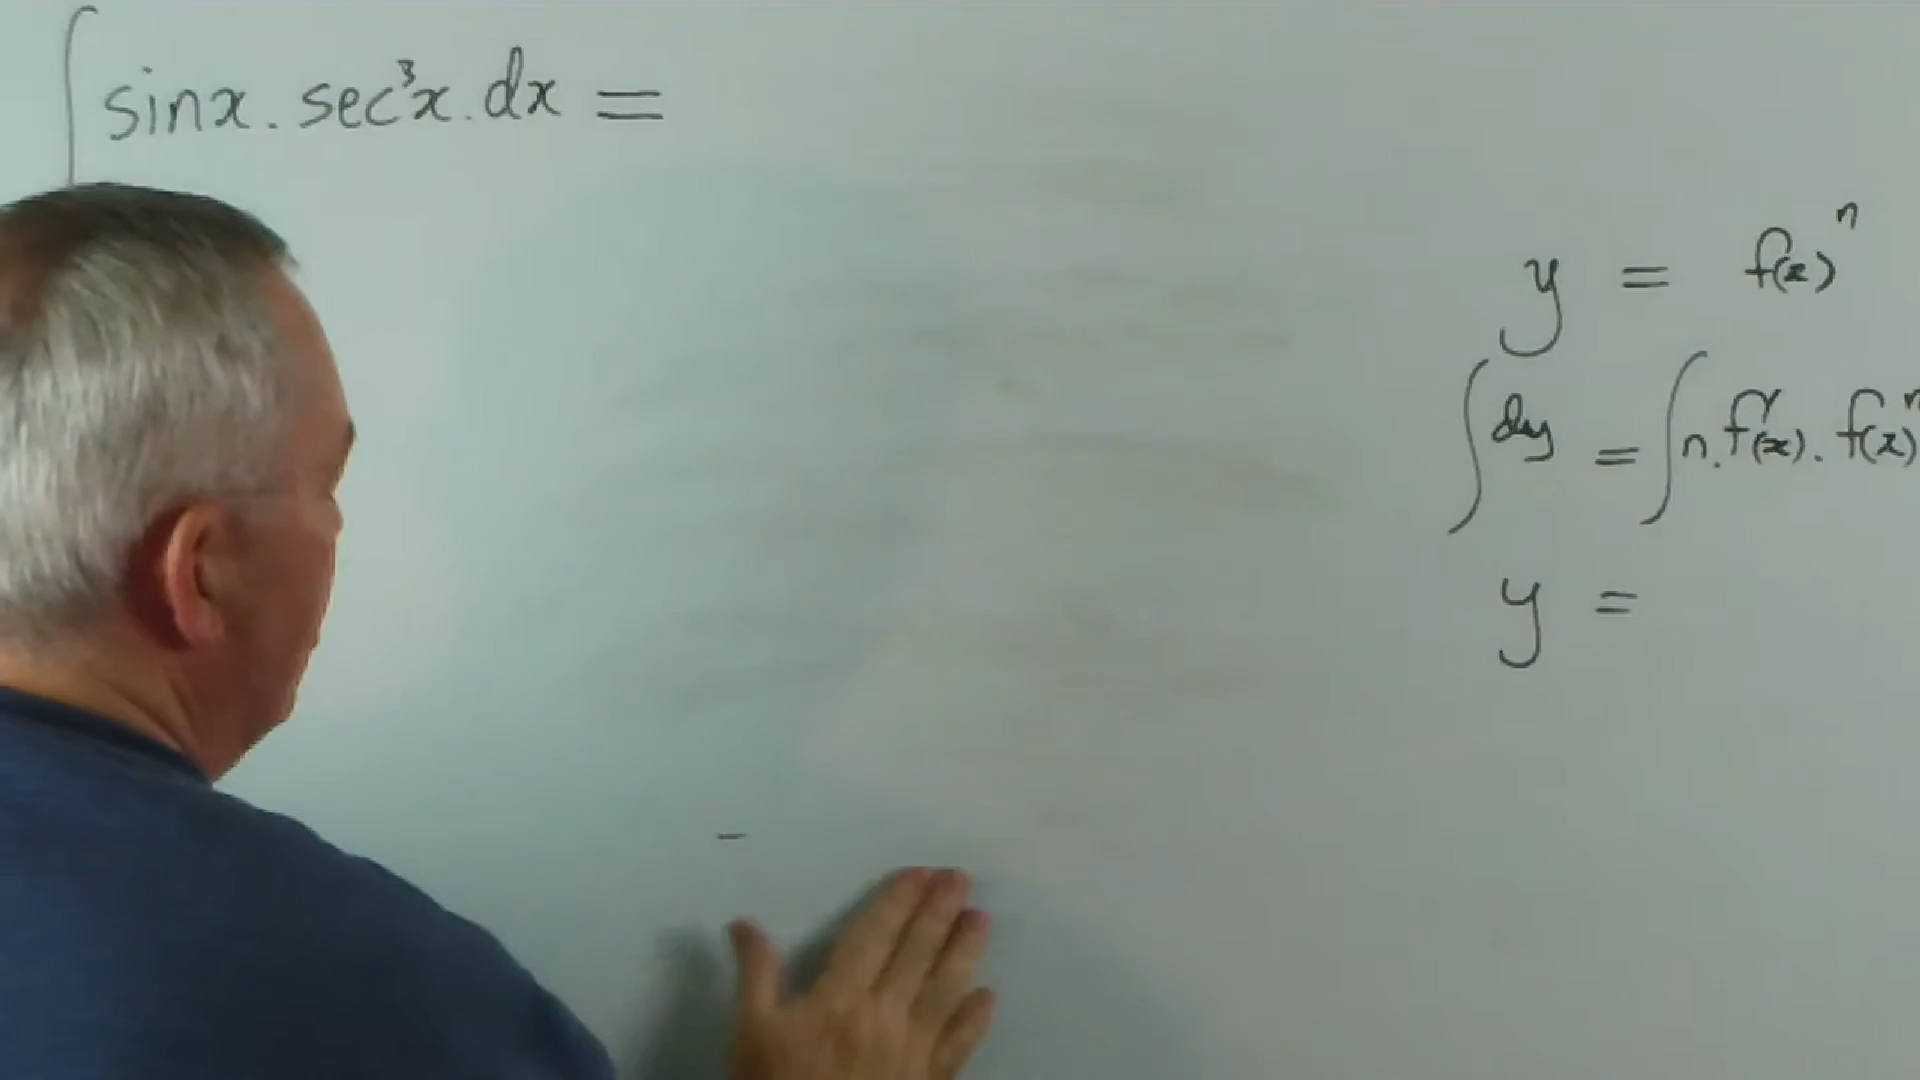 ∫ sinx . sec³x . dx =
y = f(x)ⁿ
∫ dy = ∫ n . f'(x) . f(x)ⁿ
y =